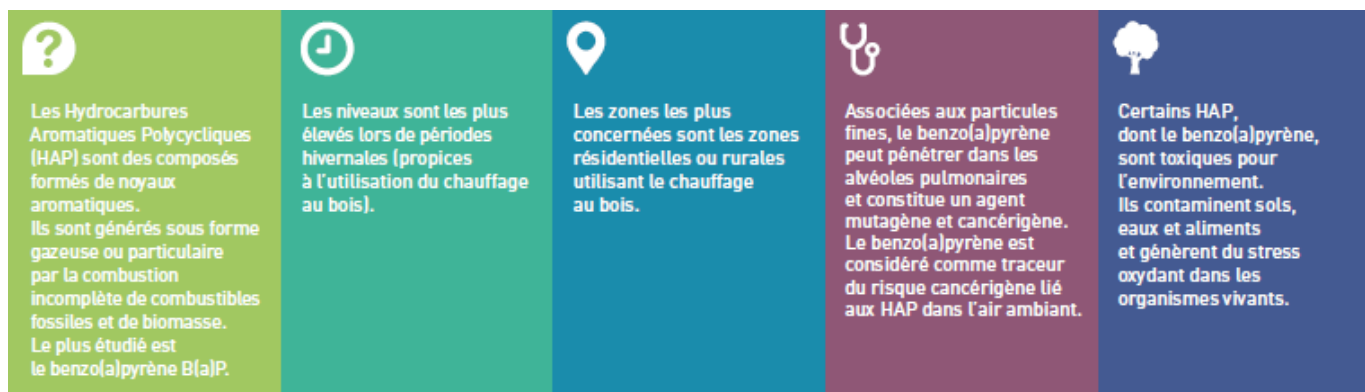 Les Hydrocarbures
Aromatiques Polycycliques
(HAP) sont des composés
formés de noyaux
aromatiques.
Ils sont générés sous forme
gazeuse ou particulaire
par la combustion
incomplète de combustibles
fossiles et de biomasse.
Le plus étudié est
le benzo(a)pyrène B(a)P.
Les niveaux sont les plus
élevés lors de périodes
hivernales (propices
à l'utilisation du chauffage
au bois).
Les zones les plus
concernées sont les zones
résidentielles ou rurales
utilisant le chauffage
au bois.
Associées aux particules
fines, le benzo(a)pyrène
peut pénétrer dans les
alvéoles pulmonaires
et constitue un agent
mutagène et cancérigène.
Le benzo(a)pyrène est
considéré comme traceur
du risque cancérigène lié
aux HAP dans l'air ambiant.
Certains HAP,
dont le benzo(a)pyrène,
sont toxiques pour
l'environnement.
Ils contaminent sols,
eaux et aliments
et génèrent du stress
oxydant dans les
organismes vivants.